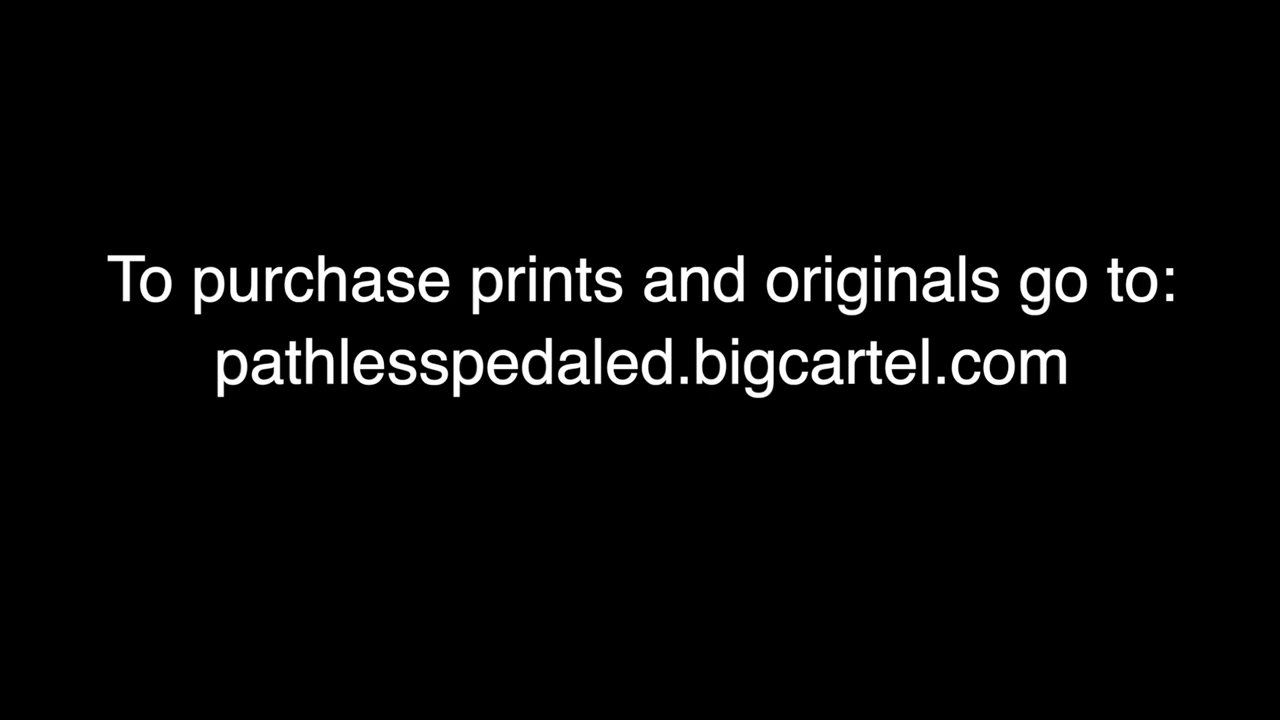 To purchase prints and originals go to:
pathlesspedaled.bigcartel.com